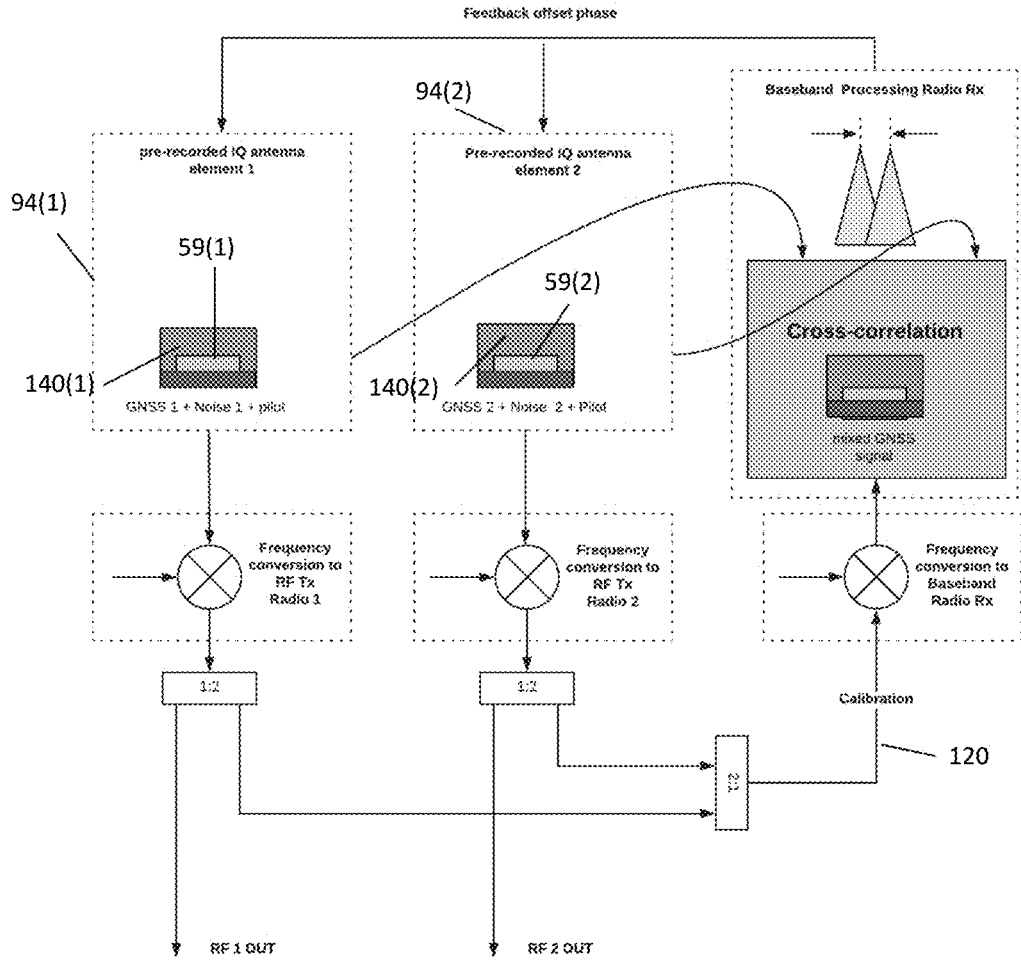 Feedback offset phase
94(2)
Baseband Processing Radio Rx
pre-recorded IQ antenna
element 1
Pre-recorded IQ antenna
element 2
94(1)
59(1)
59(2)
Cross-correlation
140(1)
140(2)
GNSS 1 + Noise 1 + pilot
GNSS 2 + Noise 2 + Pilot
mixed GNSS
signal
Frequency
conversion to
RF Tx
Radio 1
Frequency
conversion to
RF Tx
Radio 2
Frequency
conversion to
Baseband
Radio Rx
1:2
1:2
Calibration
120
2:1
RF 1 OUT
RF 2 OUT